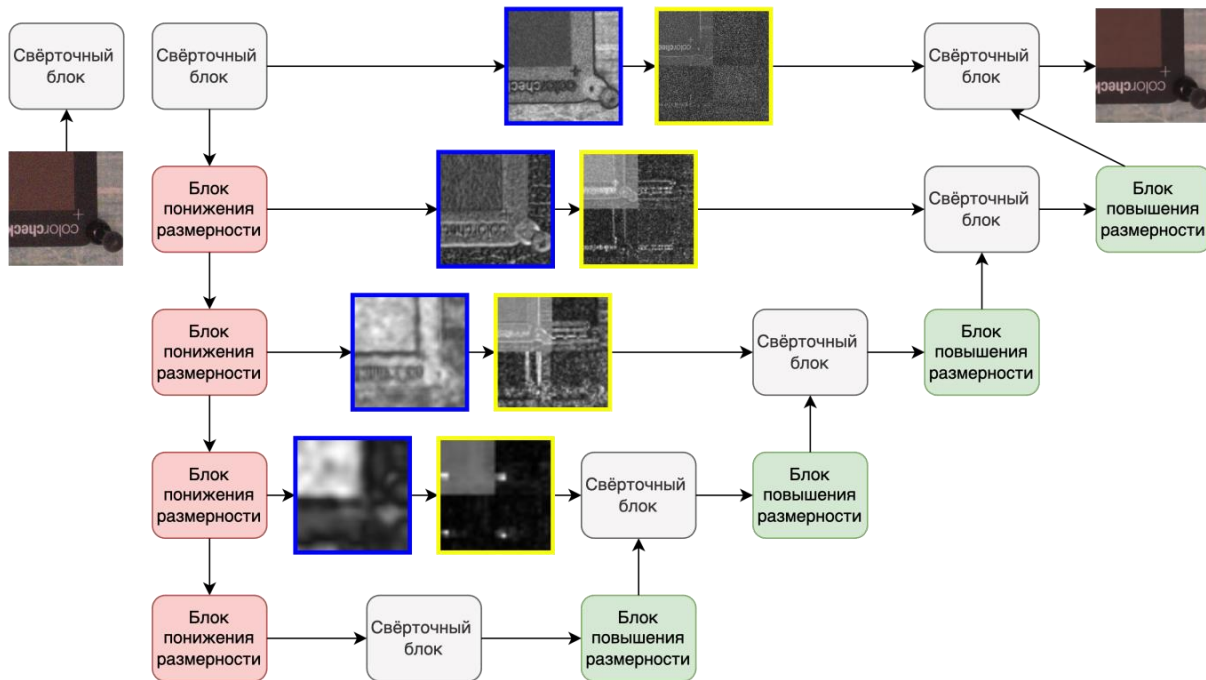 Свёрточный
блок
Свёрточный
блок
Свёрточный
блок
Блок
понижения
размерности
Свёрточный
блок
Блок
повышения
размерности
Блок
понижения
размерности
Свёрточный
блок
Блок
повышения
размерности
Блок
понижения
размерности
Свёрточный
блок
Блок
повышения
размерности
Блок
понижения
размерности
Свёрточный
блок
Блок
повышения
размерности
colorcheck
colorcheck